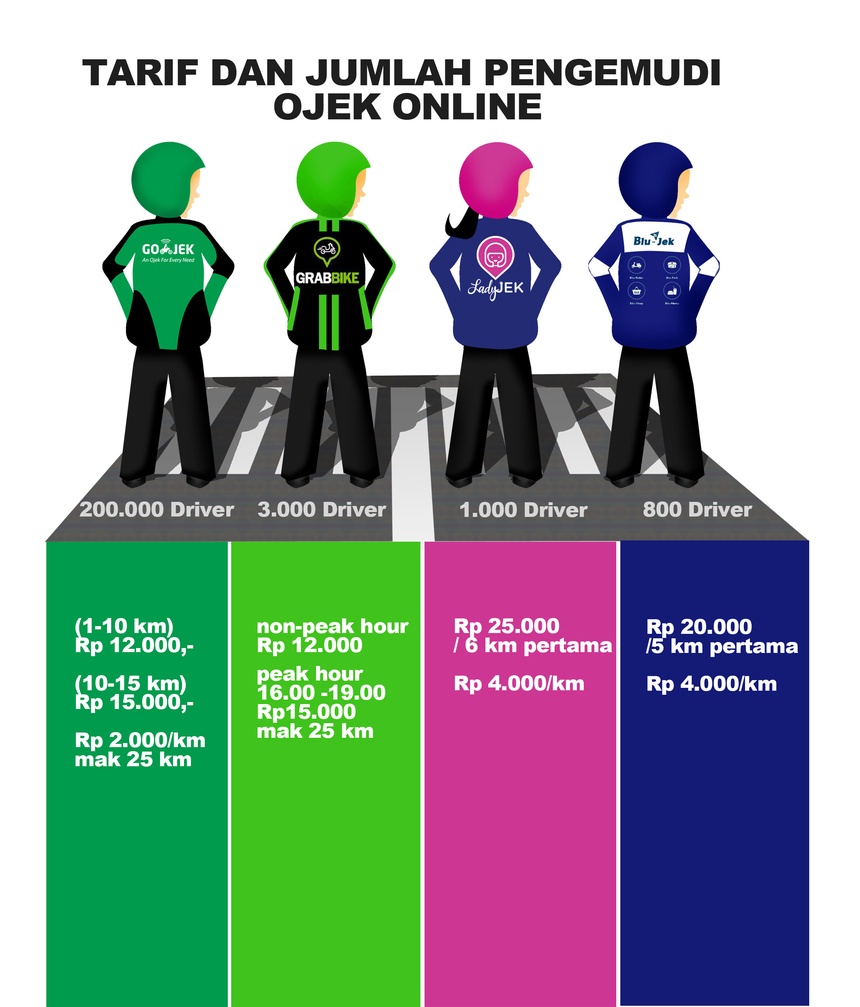 TARIF DAN JUMLAH PENGEMUDI
OJEK ONLINE
GO JEK
An Ojek For Every Need
GRABBIKE
LadyJEK
Blu-Jek
200.000 Driver
3.000 Driver
1.000 Driver
800 Driver
(1-10 km)
Rp 12.000,-
(10-15 km)
Rp 15.000,-
Rp 2.000/km
mak 25 km
non-peak hour
Rp 12.000
peak hour
16.00 -19.00
Rp15.000
mak 25 km
Rp 25.000
/ 6 km pertama
Rp 4.000/km
Rp 20.000
/5 km pertama
Rp 4.000/km